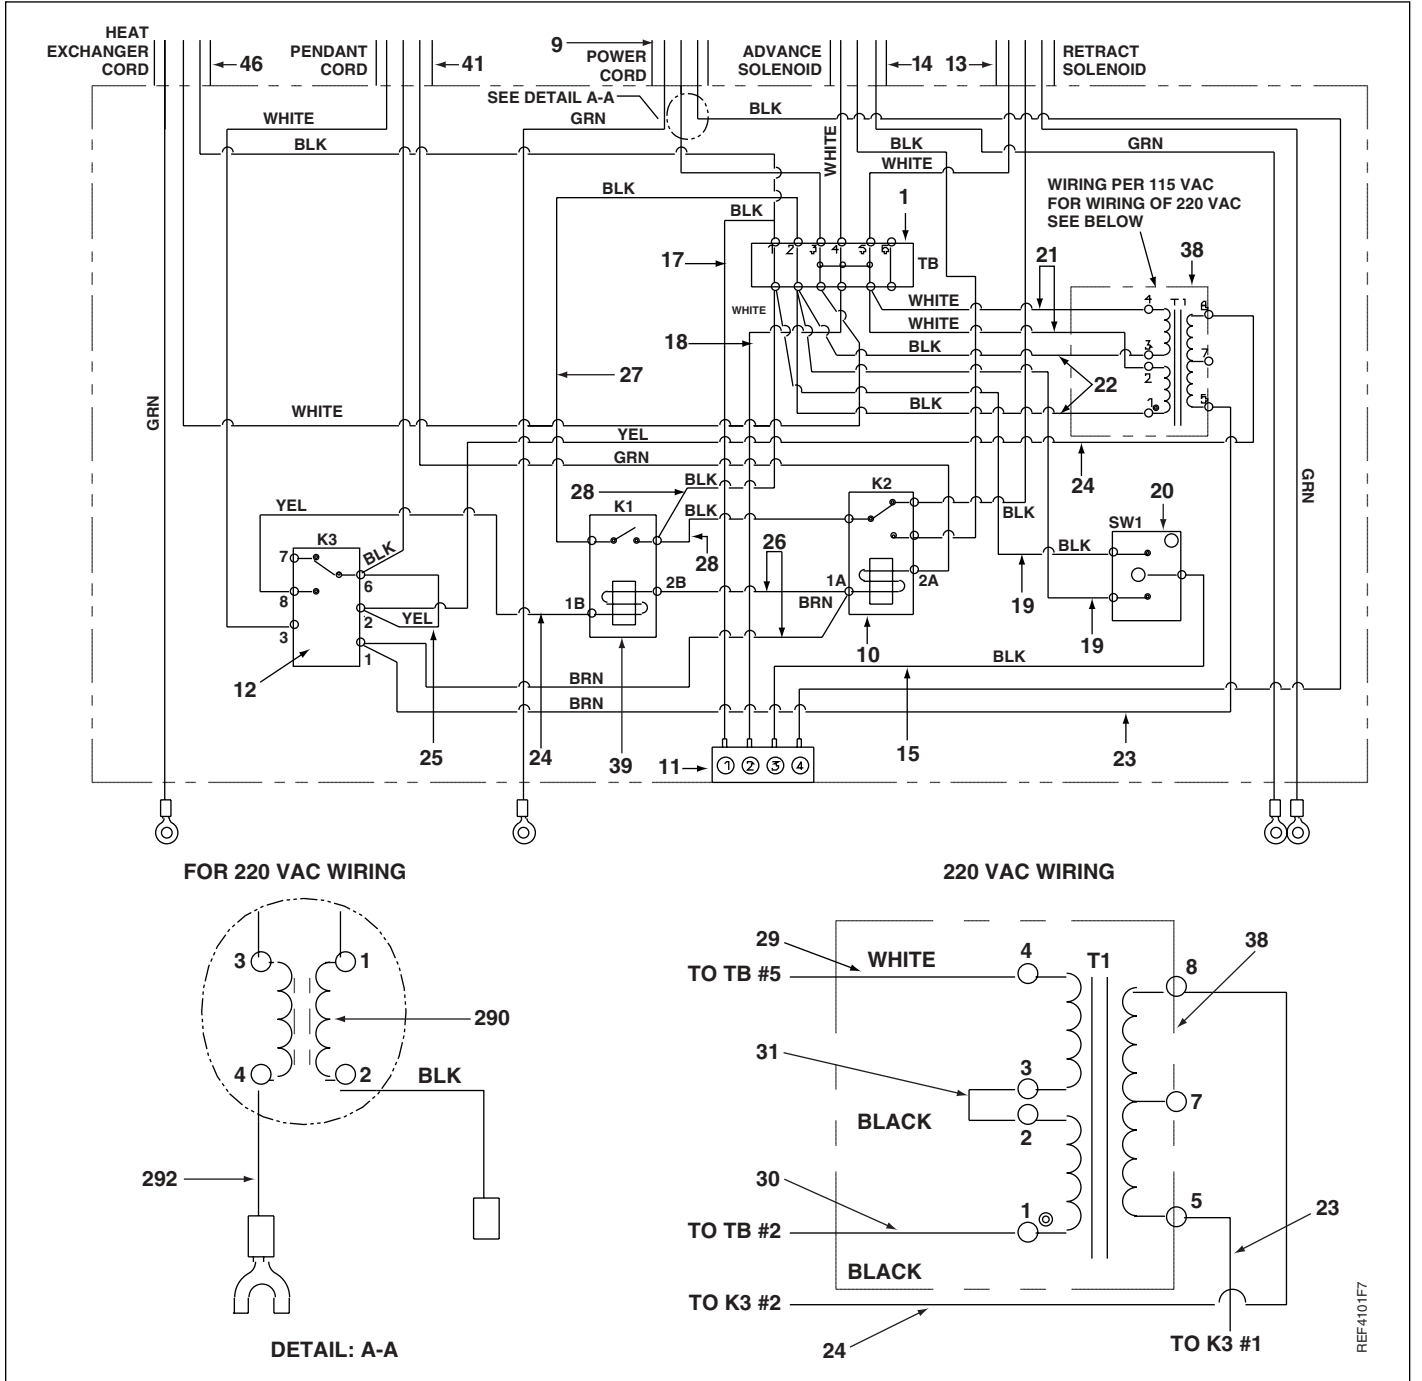 HEAT
EXCHANGER
CORD
46
PENDANT
CORD
41
9
POWER
CORD
ADVANCE
SOLENOID
14
13
RETRACT
SOLENOID
SEE DETAIL A-A
WHITE
BLK
GRN
BLK
WHITE
BLK
WHITE
GRN
BLK
BLK
1
WIRING PER 115 VAC
FOR WIRING OF 220 VAC
SEE BELOW
17
1 2 3 4 5 6
TB
21
38
WHITE
WHITE
4
T1
18
WHITE
3
7
BLK
2
27
22
5
BLK
1
GRN
WHITE
YEL
GRN
24
GRN
28
BLK
K2
20
YEL
K1
BLK
BLK
SW1
K3
BLK
28
26
BLK
7
6
8
2B
1A
2A
1B
BRN
19
YEL
2
3
1
19
10
BLK
12
BRN
BRN
25
24
39
11
1 2 3 4
15
23
FOR 220 VAC WIRING
3
1
290
4
2
BLK
292
DETAIL: A-A
220 VAC WIRING
29
WHITE
4
T1
8
38
TO TB #5
31
3
BLACK
2
7
30
1
5
23
TO TB #2
BLACK
TO K3 #2
24
TO K3 #1
REF4101F7